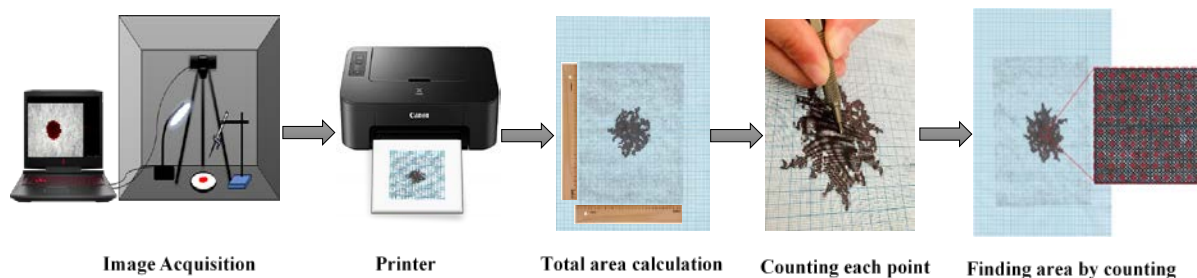 Canon
Image Acquisition
Printer
Total area calculation
Counting each point
Finding area by counting